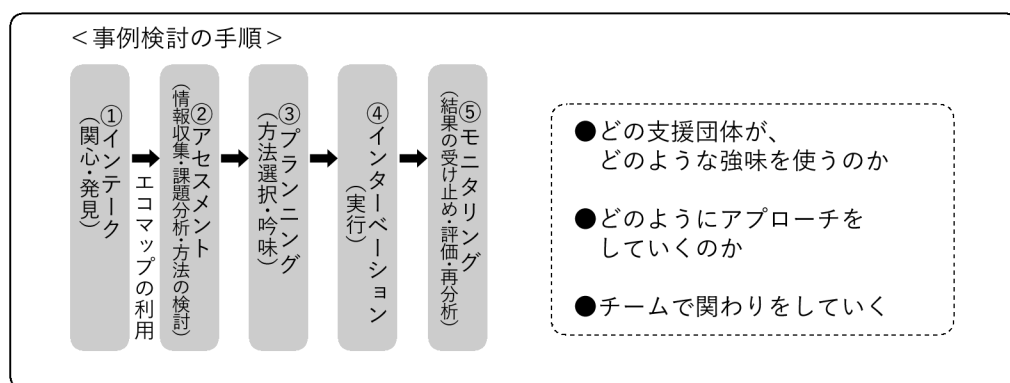 ＜事例検討の手順＞
①インテーク
（関心・発見）
エコマップの利用
②アセスメント
（情報収集・課題分析・方法の検討）
③プランニング
（方法選択・吟味）
④インターベーション
（実行）
⑤モニタリング
（結果の受け止め・評価・再分析）
●どの支援団体が、
どのような強味を使うのか
●どのようにアプローチを
していくのか
●チームで関わりをしていく